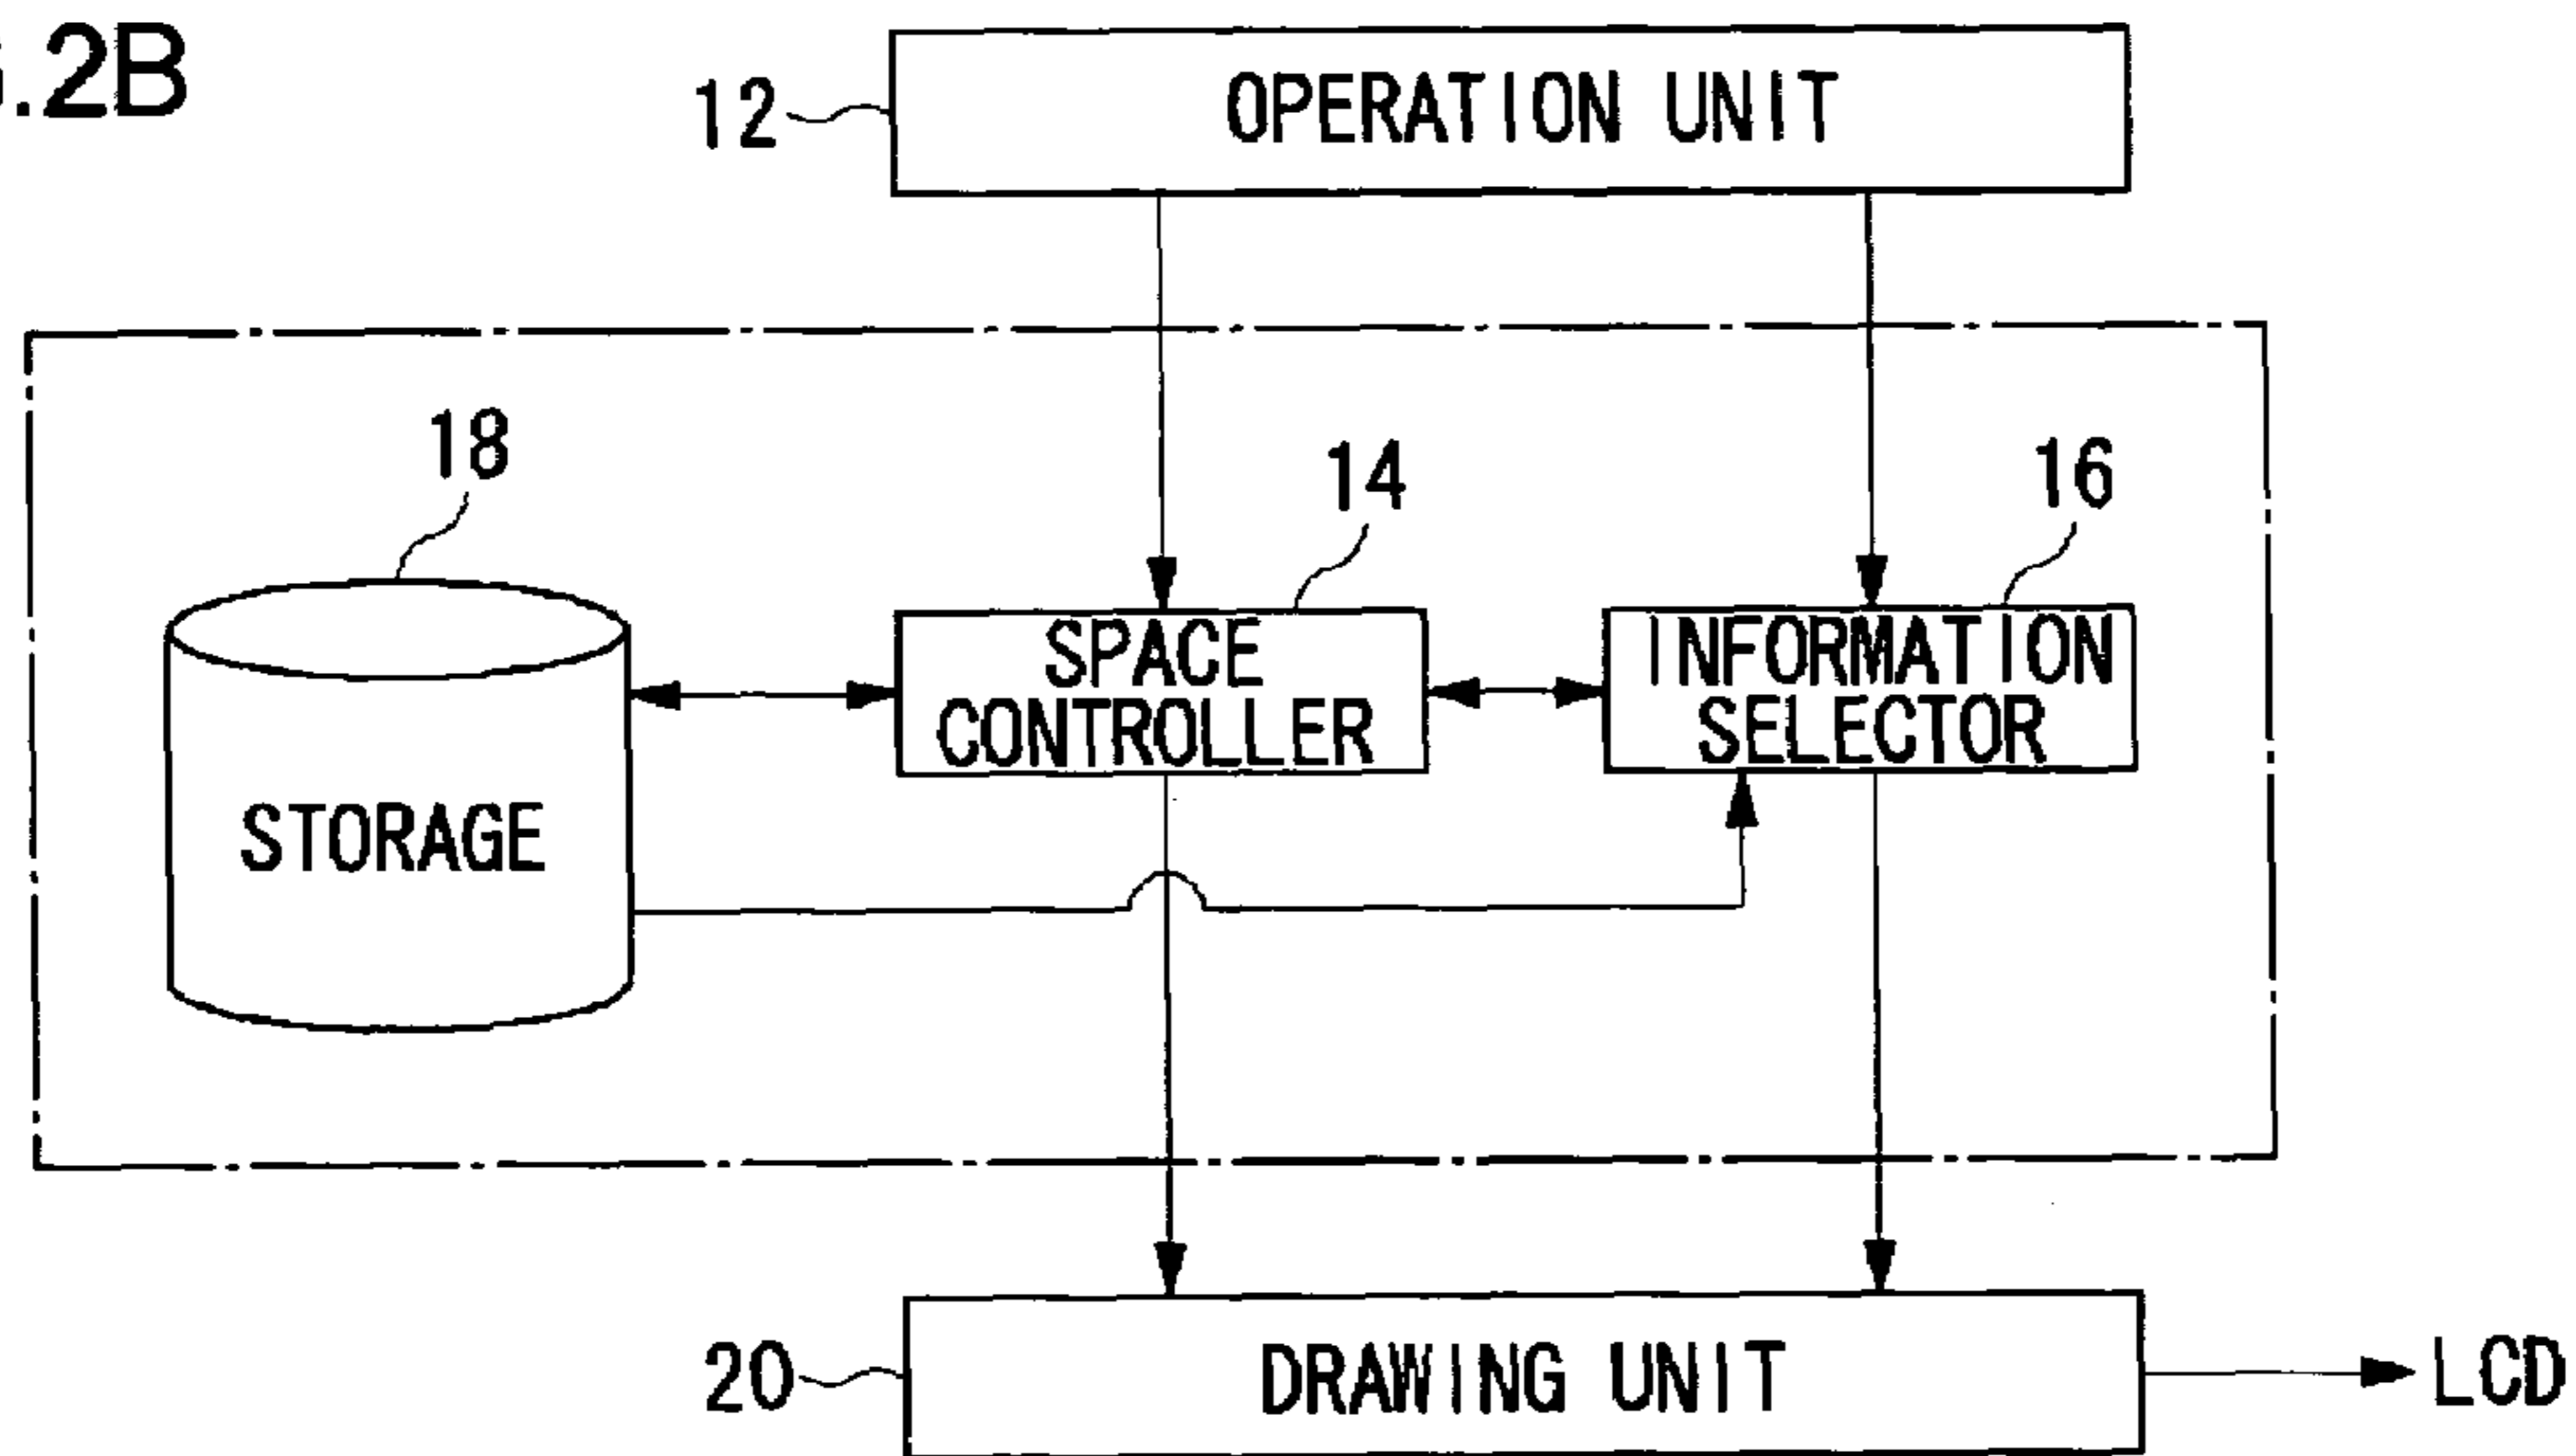 .2B
12
OPERATION UNIT
18
14
16
SPACE
CONTROLLER
INFORMATION
SELECTOR
STORAGE
20
DRAWING UNIT
LCD